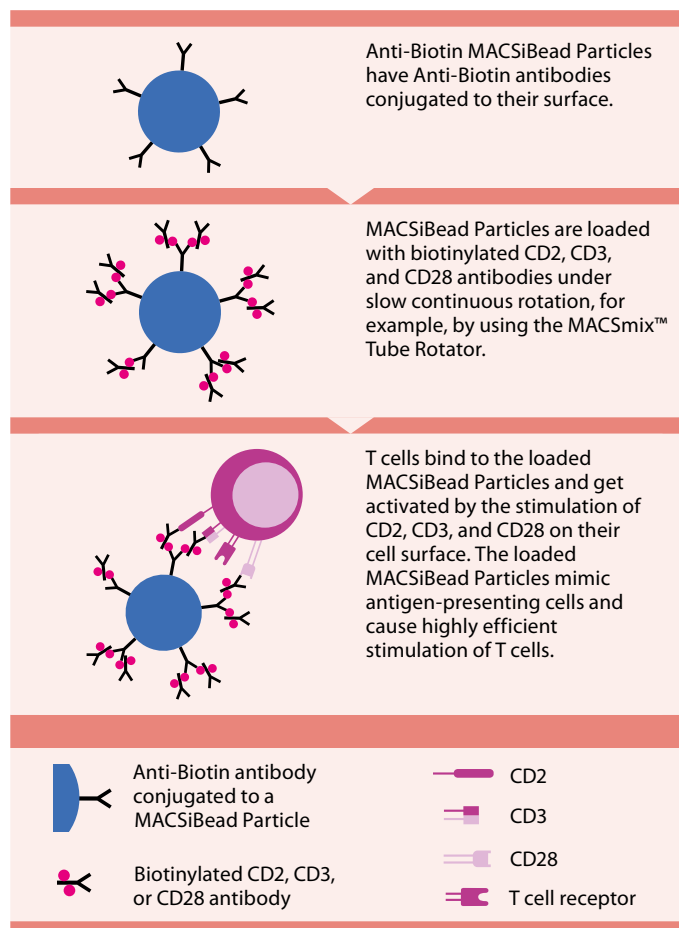 Anti-Biotin MACSiBead Particles
have Anti-Biotin antibodies
conjugated to their surface.
MACSiBead Particles are loaded
with biotinylated CD2, CD3,
and CD28 antibodies under
slow continuous rotation, for
example, by using the MACSmix™
Tube Rotator.
T cells bind to the loaded
MACSiBead Particles and get
activated by the stimulation of
CD2, CD3, and CD28 on their
cell surface. The loaded
MACSiBead Particles mimic
antigen-presenting cells and
cause highly efficient
stimulation of T cells.
Anti-Biotin antibody
conjugated to a
MACSiBead Particle
Biotinylated CD2, CD3,
or CD28 antibody
CD2
CD3
CD28
T cell receptor